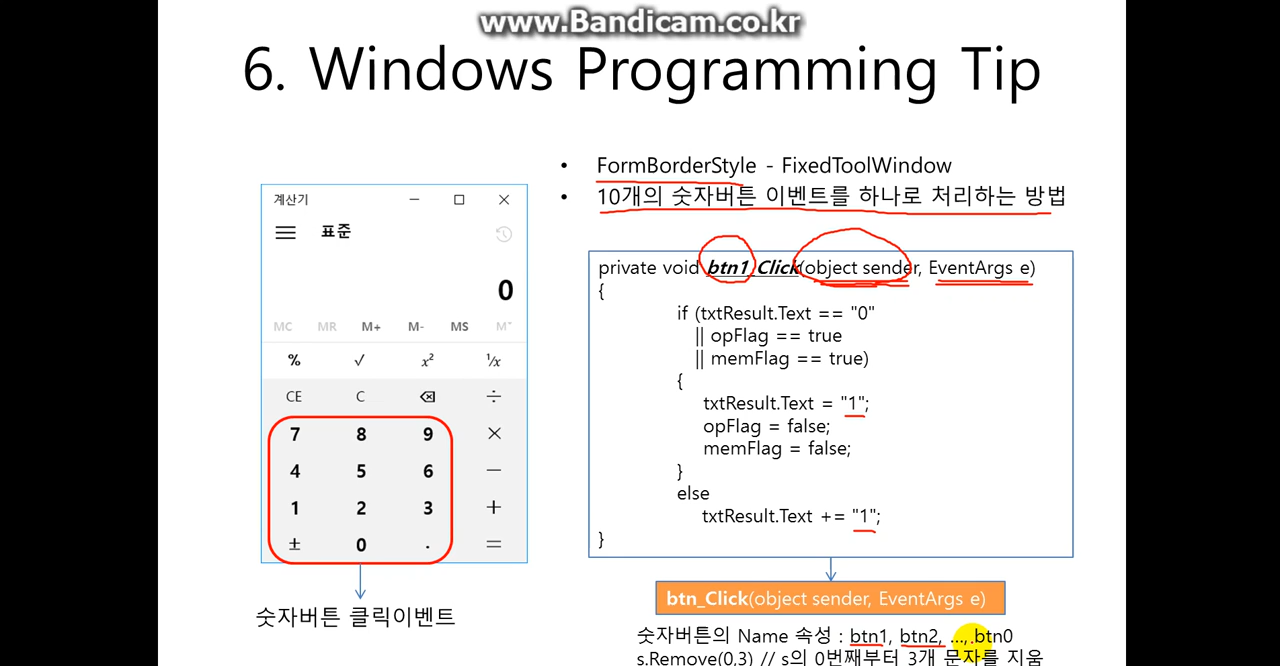 www.Bandicam.co.kr
6. Windows Programming Tip
• FormBorderStyle - FixedToolWindow
• 10개의 숫자버튼 이벤트를 하나로 처리하는 방법
계산기
표준
0
MC MR M+ M- MS M˅
% √ x² ¹/x
CE C ⌫ ÷
7 8 9 ×
4 5 6 −
1 2 3 +
± 0 . =
숫자버튼 클릭이벤트
private void btn1_Click(object sender, EventArgs e)
{
if (txtResult.Text == "0"
|| opFlag == true
|| memFlag == true)
{
txtResult.Text = "1";
opFlag = false;
memFlag = false;
}
else
txtResult.Text += "1";
}
btn_Click(object sender, EventArgs e)
숫자버튼의 Name 속성 : btn1, btn2, ..., btn0
s.Remove(0,3) // s의 0번째부터 3개 문자를 지움